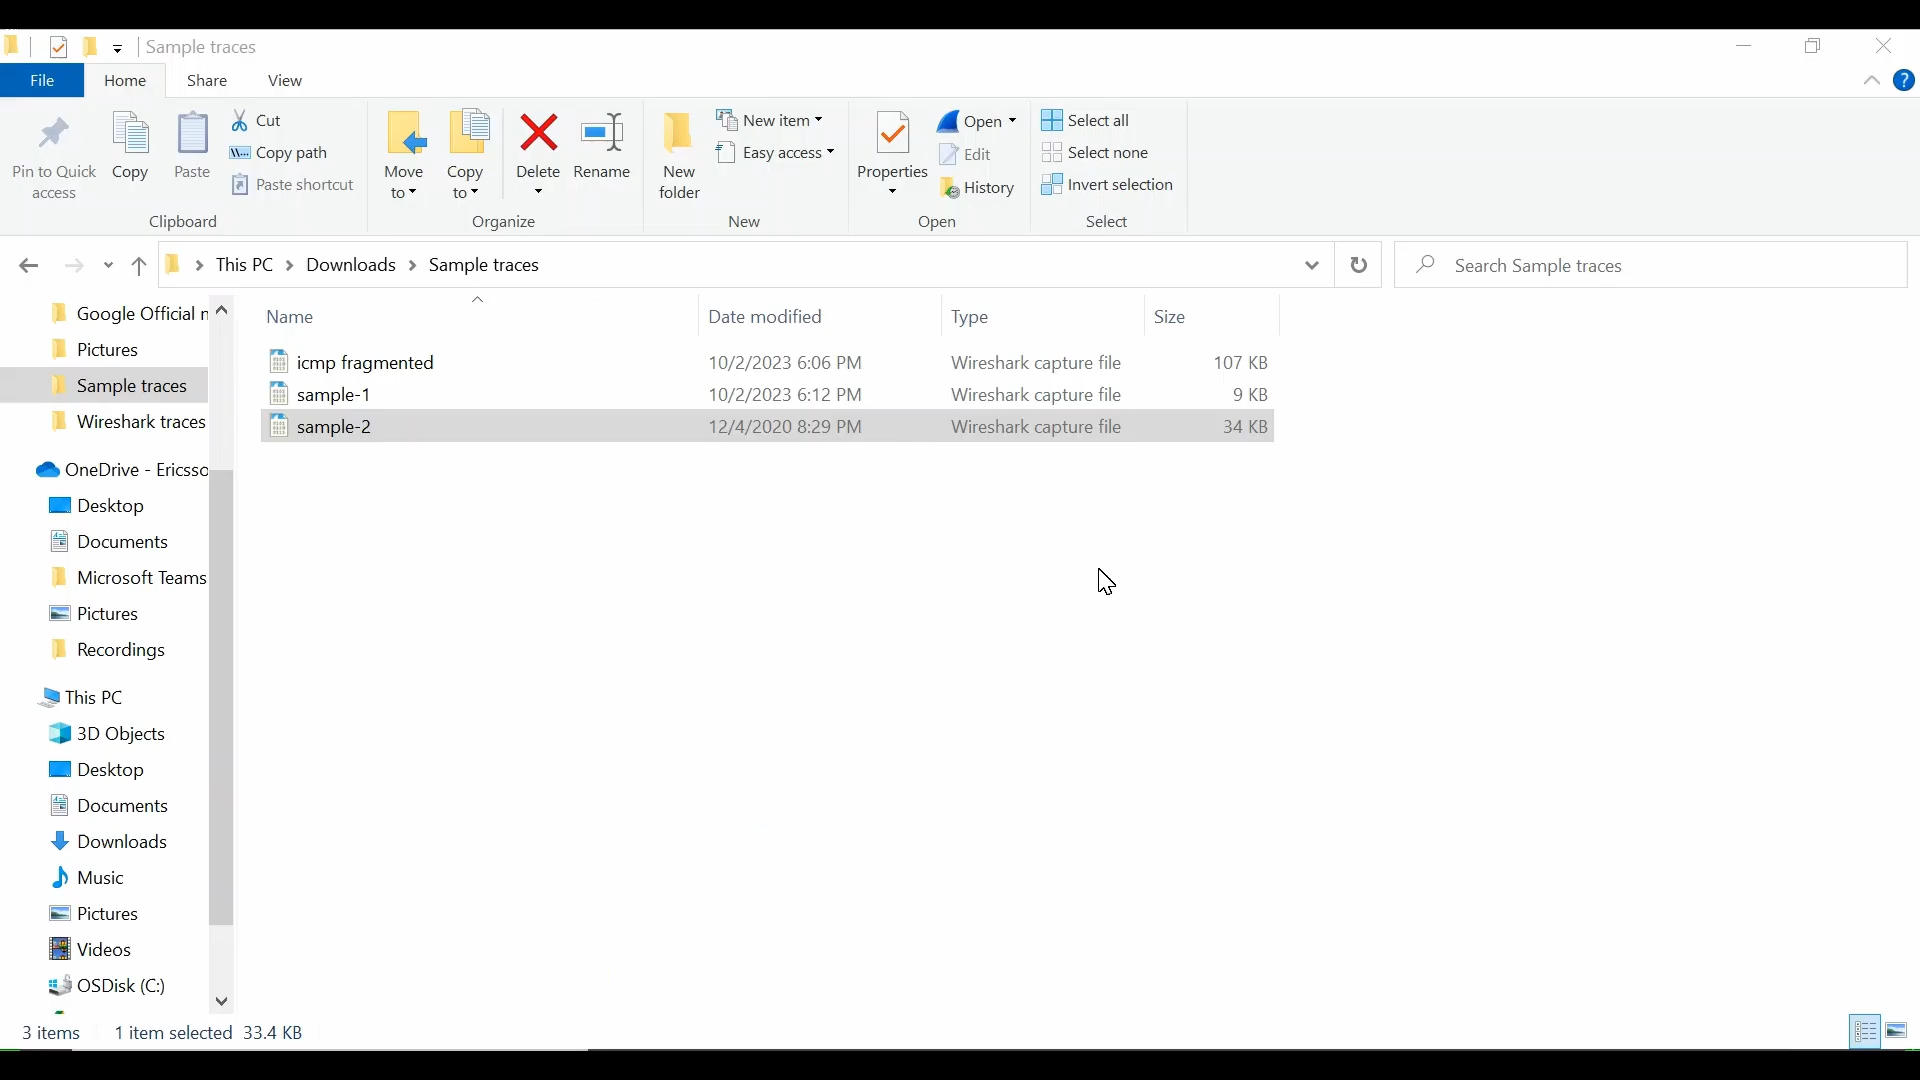 Sample traces
File Home Share View
Pin to Quick access
Copy
Paste
Cut
Copy path
Paste shortcut
Clipboard
Move to
Copy to
Delete
Rename
Organize
New folder
New item
Easy access
New
Properties
Open
Edit
History
Open
Select all
Select none
Invert selection
Select
This PC > Downloads > Sample traces
Search Sample traces
Google Official
Pictures
Sample traces
Wireshark traces
OneDrive - Ericsso
Desktop
Documents
Microsoft Teams
Pictures
Recordings
This PC
3D Objects
Desktop
Documents
Downloads
Music
Pictures
Videos
OSDisk (C:)
Name Date modified Type Size
icmp fragmented 10/2/2023 6:06 PM Wireshark capture file 107 KB
sample-1 10/2/2023 6:12 PM Wireshark capture file 9 KB
sample-2 12/4/2020 8:29 PM Wireshark capture file 34 KB
3 items 1 item selected 33.4 KB